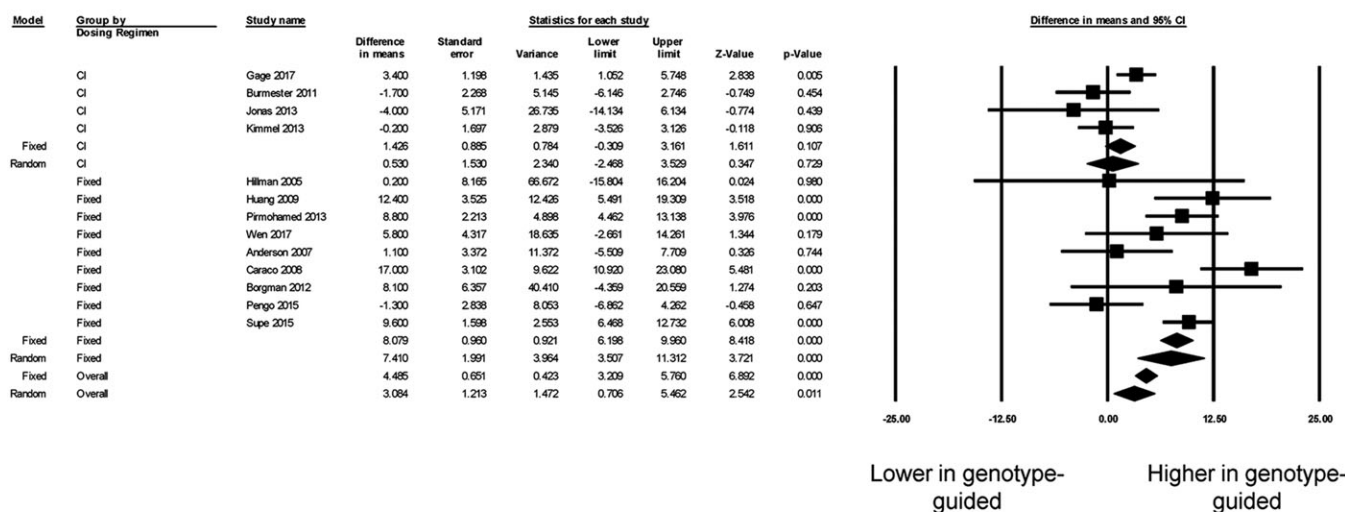 Model Group by Study name Statistics for each study Difference in means and 95% CI
Dosing Regimen
Difference in means Standard error Variance Lower limit Upper limit Z-Value p-Value
CI Gage 2017 3.400 1.198 1.435 1.052 5.748 2.838 0.005
CI Burmester 2011 -1.700 2.268 5.145 -6.146 2.746 -0.749 0.454
CI Jonas 2013 -4.000 5.171 26.735 -14.134 6.134 -0.774 0.439
CI Kimmel 2013 -0.200 1.697 2.879 -3.526 3.126 -0.118 0.906
Fixed CI 1.426 0.885 0.784 -0.309 3.161 1.611 0.107
Random CI 0.530 1.530 2.340 -2.468 3.529 0.347 0.729
Fixed Hillman 2005 0.200 8.165 66.672 -15.804 16.204 0.024 0.980
Fixed Huang 2009 12.400 3.525 12.426 5.491 19.309 3.518 0.000
Fixed Pirmohamed 2013 8.800 2.213 4.898 4.462 13.138 3.976 0.000
Fixed Wen 2017 5.800 4.317 18.635 -2.661 14.261 1.344 0.179
Fixed Anderson 2007 1.100 3.372 11.372 -5.509 7.709 0.326 0.744
Fixed Caraco 2008 17.000 3.102 9.622 10.920 23.080 5.481 0.000
Fixed Borgman 2012 8.100 6.357 40.410 -4.359 20.559 1.274 0.203
Fixed Pengo 2015 -1.300 2.838 8.053 -6.862 4.262 -0.458 0.647
Fixed Supe 2015 9.600 1.598 2.553 6.468 12.732 6.008 0.000
Fixed Fixed 8.079 0.960 0.921 6.198 9.960 8.418 0.000
Random Fixed 7.410 1.991 3.964 3.507 11.312 3.721 0.000
Fixed Overall 4.485 0.651 0.423 3.209 5.760 6.892 0.000
Random Overall 3.084 1.213 1.472 0.706 5.462 2.542 0.011
-25.00 -12.50 0.00 12.50 25.00
Lower in genotype- Higher in genotype-
guided guided